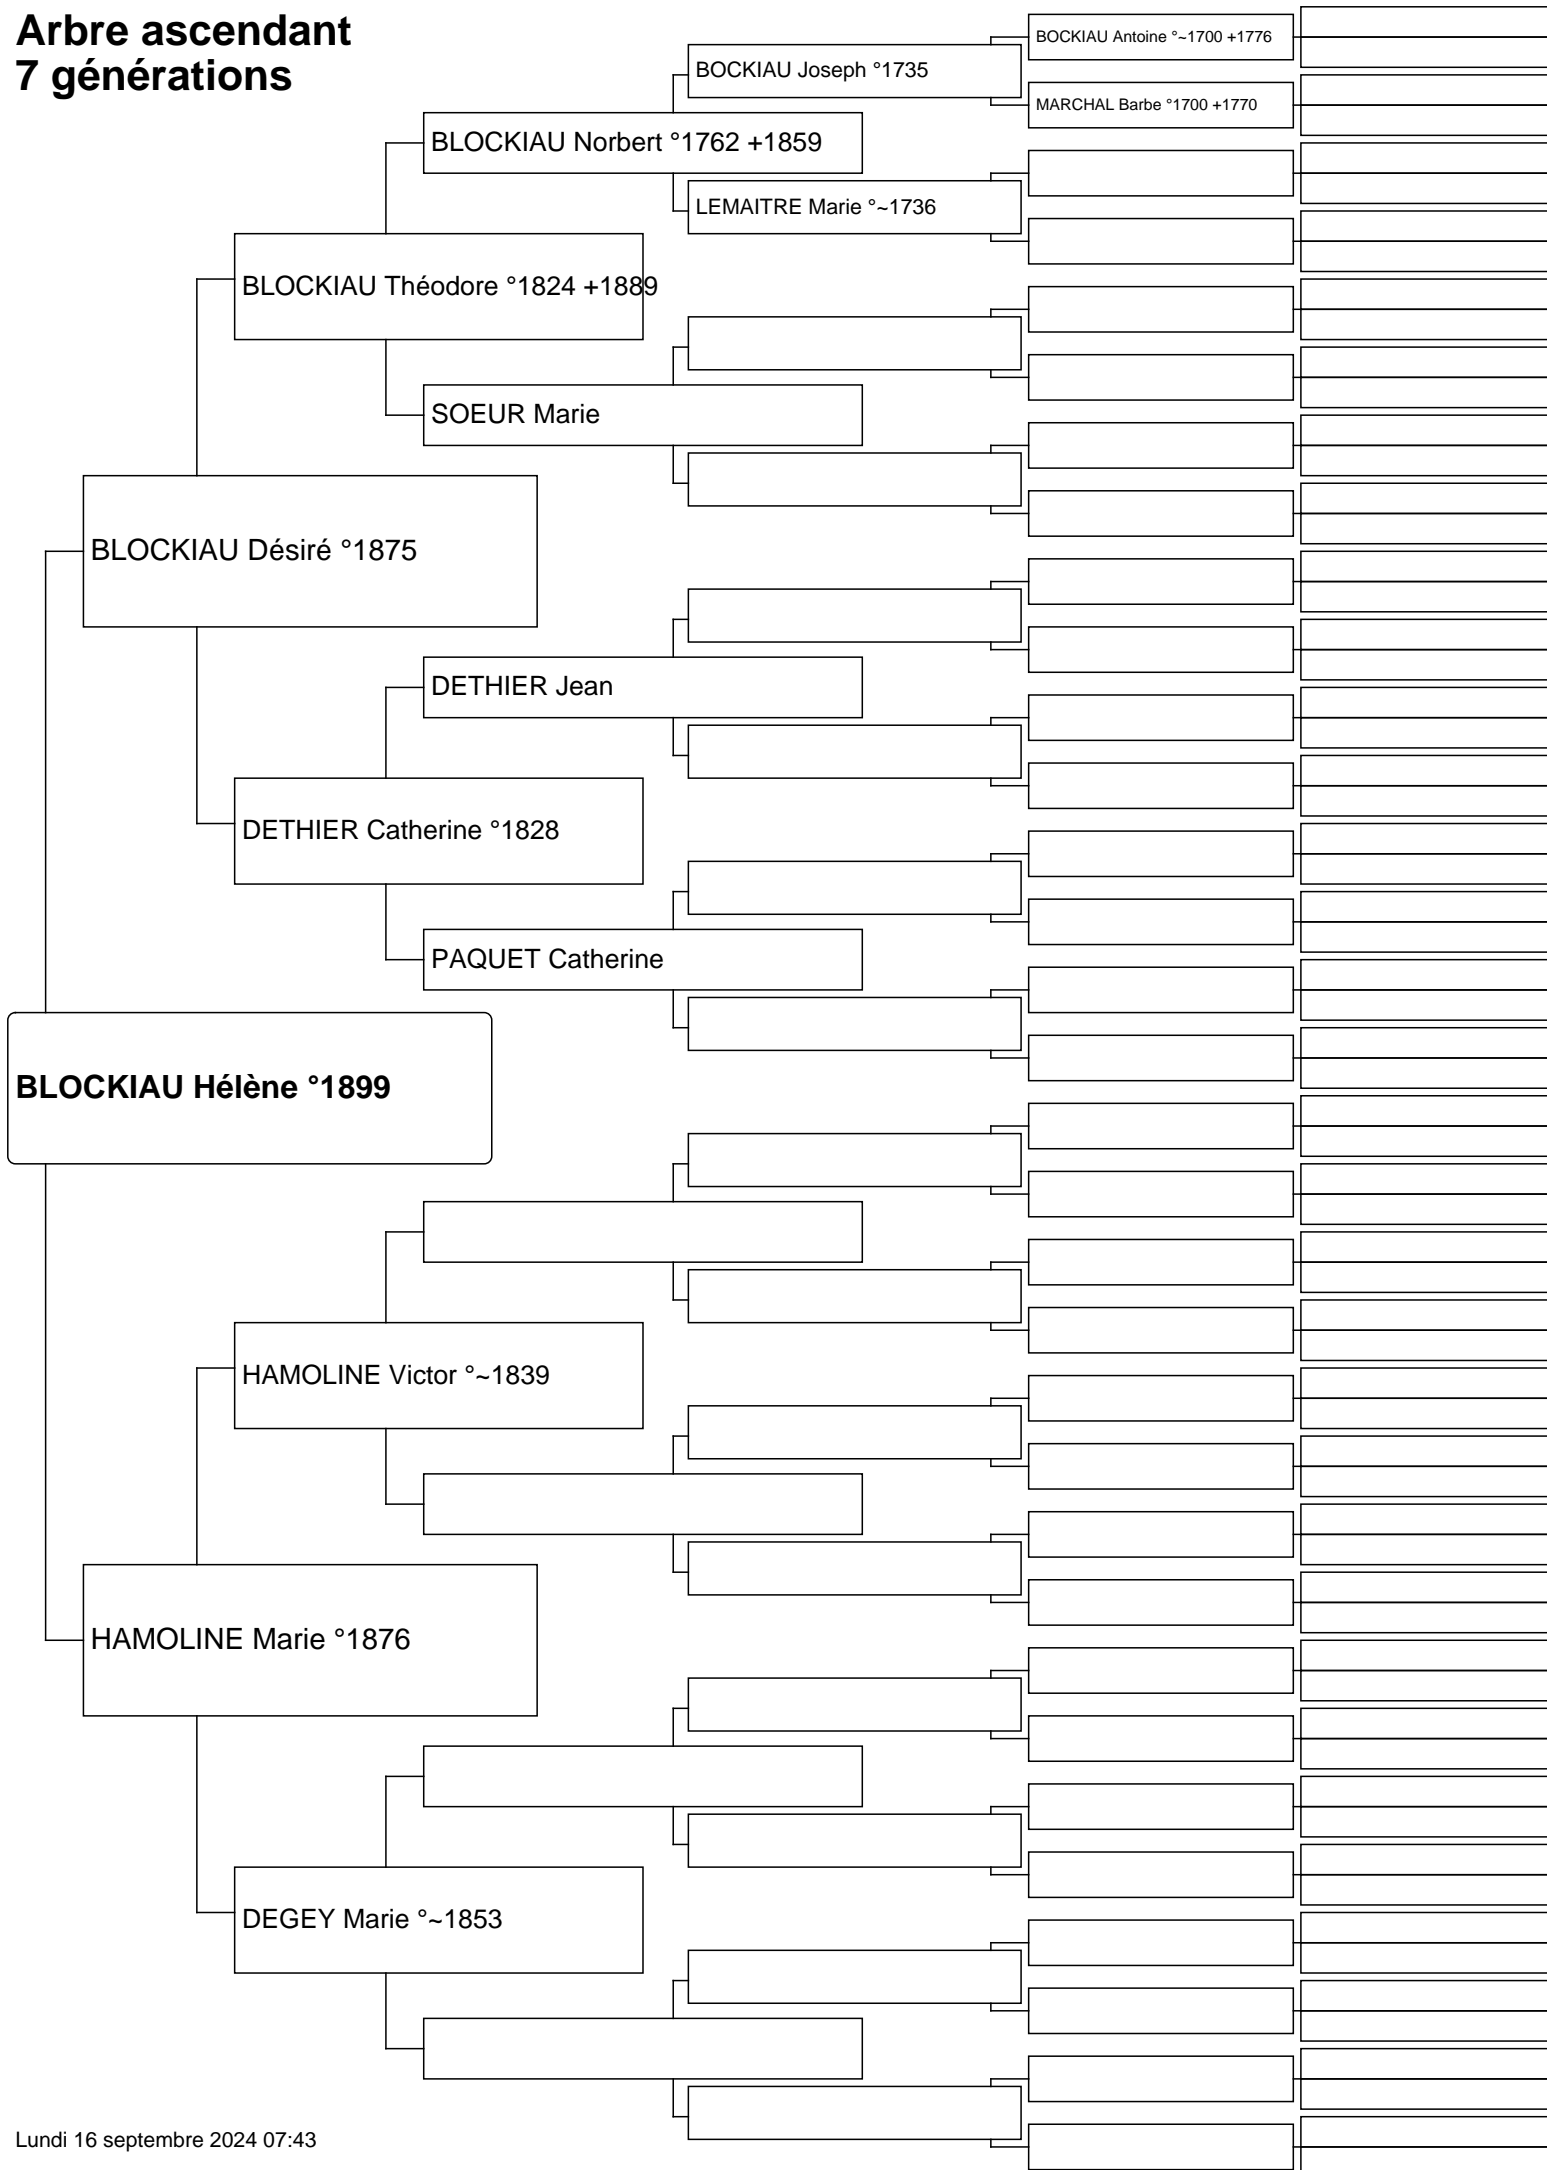 Arbre ascendant
7 générations
BOCKIAU Antoine °~1700 +1776
BOCKIAU Joseph °1735
MARCHAL Barbe °1700 +1770
BLOCKIAU Norbert °1762 +1859
LEMAITRE Marie °~1736
BLOCKIAU Théodore °1824 +1889
SOEUR Marie
BLOCKIAU Désiré °1875
DETHIER Jean
DETHIER Catherine °1828
PAQUET Catherine
BLOCKIAU Hélène °1899
HAMOLINE Victor °~1839
HAMOLINE Marie °1876
DEGEY Marie °~1853
Lundi 16 septembre 2024 07:43